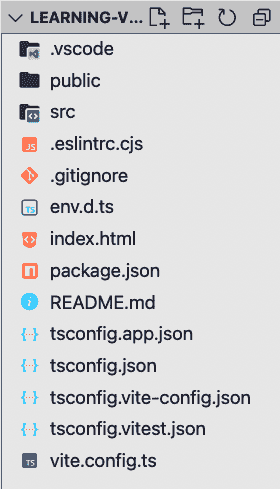 LEARNING-V...
.vscode
public
src
.eslintrc.cjs
.gitignore
env.d.ts
index.html
package.json
README.md
tsconfig.app.json
tsconfig.json
tsconfig.vite-config.json
tsconfig.vitest.json
vite.config.ts